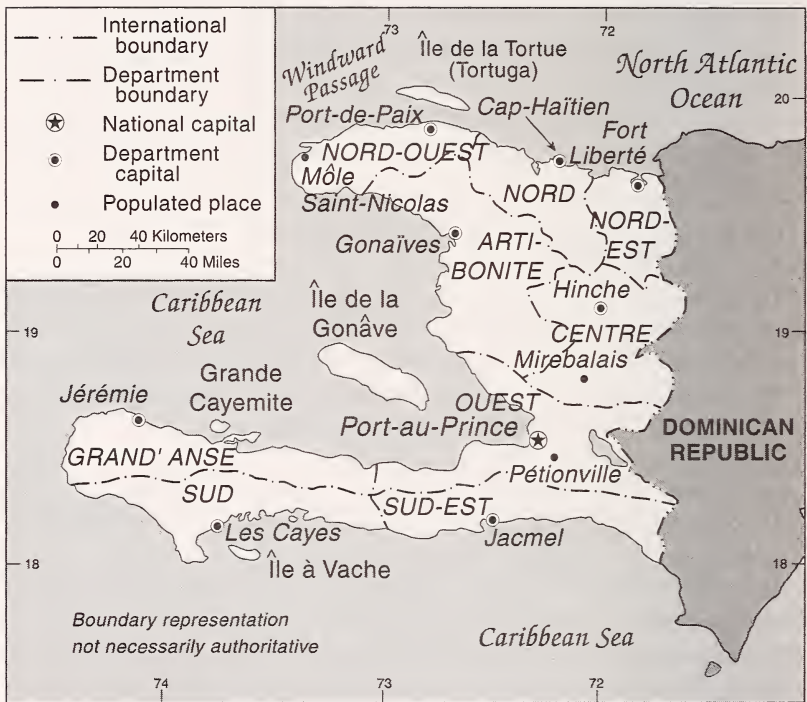 International
boundary
Department
boundary
National capital
Department
capital
Populated place
0 20 40 Kilometers
0 20 40 Miles
73
72
Île de la Tortue
(Tortuga)
Windward
Passage
North Atlantic
Ocean
20
Port-de-Paix
Cap-Haïtien
Fort
Liberté
NORD-OUEST
Môle
Saint-Nicolas
NORD
NORD-
EST
Gonaïves
ARTI-
BONITE
Hinche
Caribbean
Sea
Île de la
Gonâve
19
CENTRE
19
Mirebalais
Grande
Cayemite
Jérémie
OUEST
Port-au-Prince
DOMINICAN
REPUBLIC
GRAND' ANSE
Pétionville
SUD
SUD-EST
Les Cayes
Jacmel
18
Île à Vache
18
Boundary representation
not necessarily authoritative
Caribbean Sea
74
73
72